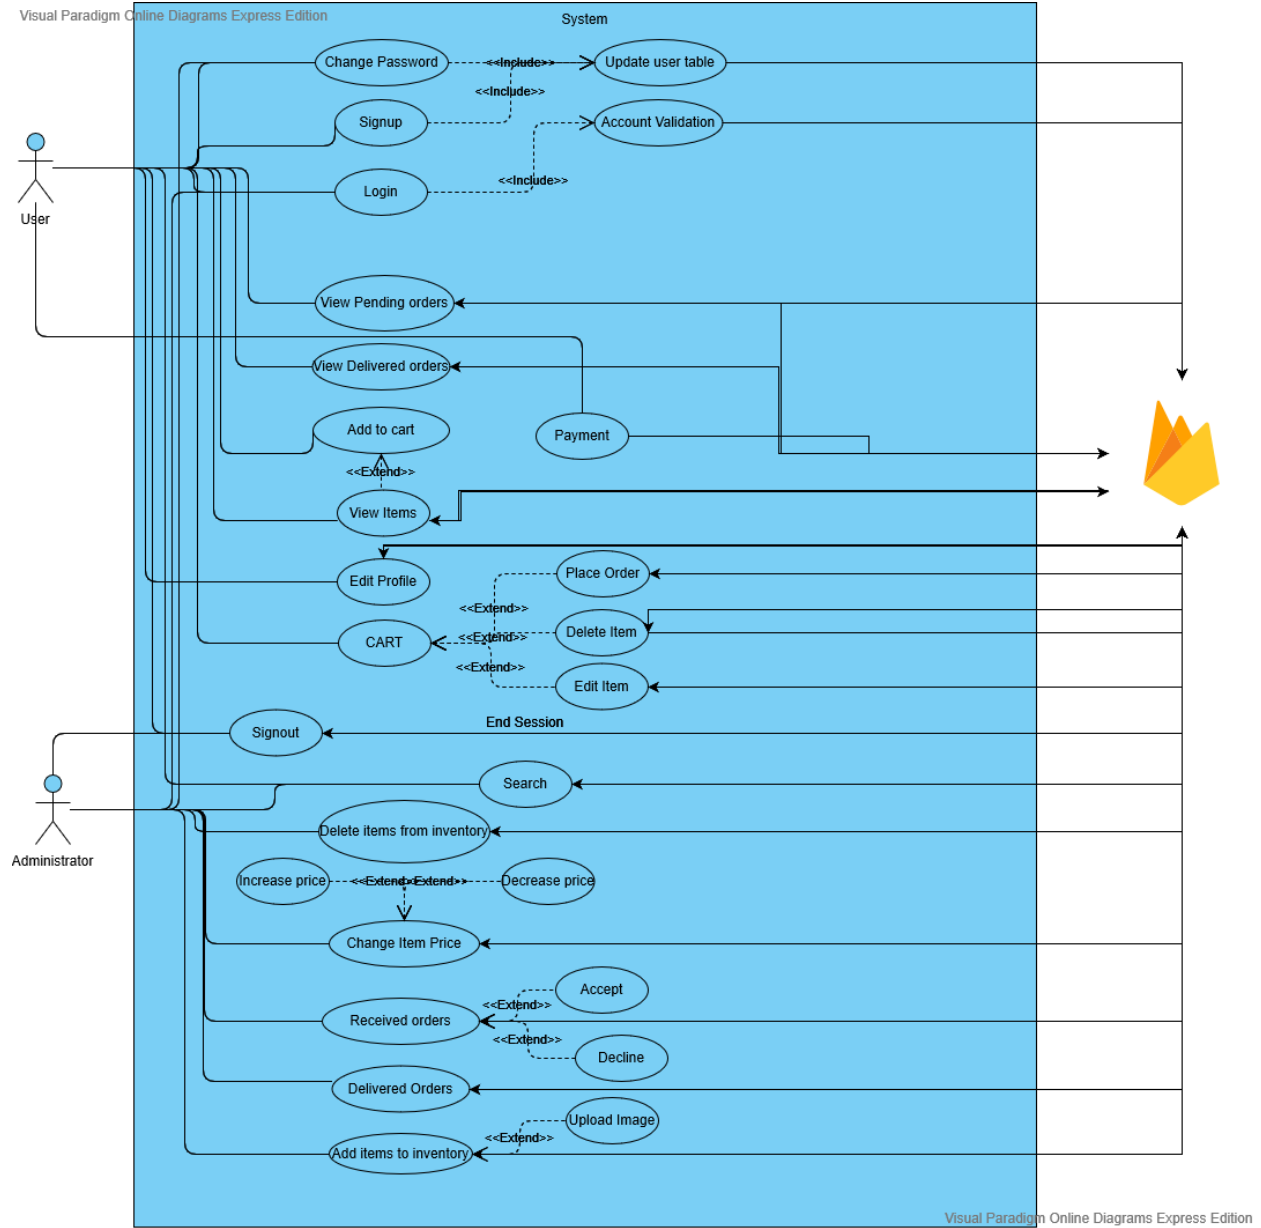 Visual Paradigm Online Diagrams Express Edition
System
Change Password
<<Include>>
Update user table
<<Include>>
Signup
Account Validation
<<Include>>
Login
User
View Pending orders
View Delivered orders
Add to cart
Payment
<<Extend>>
View Items
Place Order
Edit Profile
<<Extend>>
Delete Item
<<Extend>>
CART
<<Extend>>
Edit Item
End Session
Signout
Search
Delete items from inventory
Administrator
Increase price
<<Extend>>
<<Extend>>
Decrease price
Change Item Price
Accept
<<Extend>>
Received orders
<<Extend>>
Decline
Delivered Orders
Upload Image
<<Extend>>
Add items to inventory
Visual Paradigm Online Diagrams Express Edition